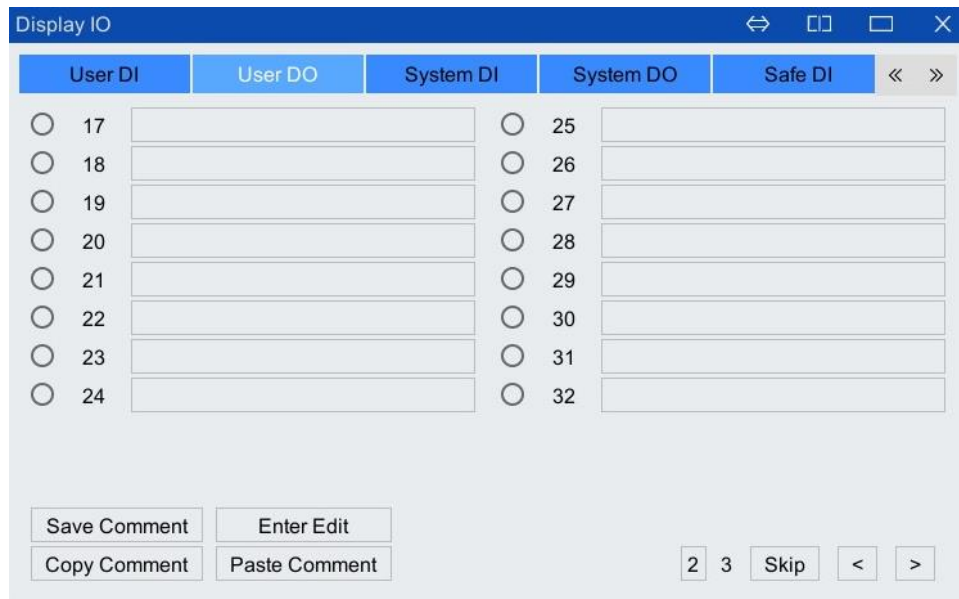 Display IO
User DI User DO System DI System DO Safe DI « »
17 25
18 26
19 27
20 28
21 29
22 30
23 31
24 32
Save Comment Enter Edit
Copy Comment Paste Comment 2 3 Skip < >